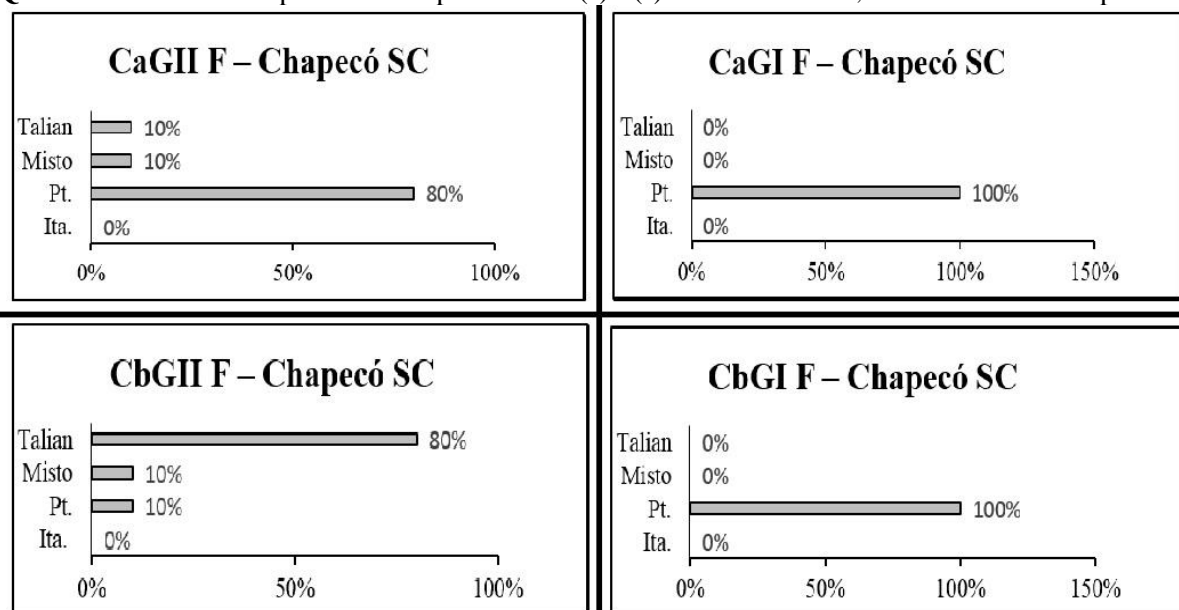 CaGII F – Chapecó SC
Talian 10%
Misto 10%
Pt. 80%
Ita. 0%
0% 50% 100%
CaGI F – Chapecó SC
Talian 0%
Misto 0%
Pt. 100%
Ita. 0%
0% 50% 100% 150%
CbGII F – Chapecó SC
Talian 80%
Misto 10%
Pt. 10%
Ita. 0%
0% 50% 100%
CbGI F – Chapecó SC
Talian 0%
Misto 0%
Pt. 100%
Ita. 0%
0% 50% 100% 150%